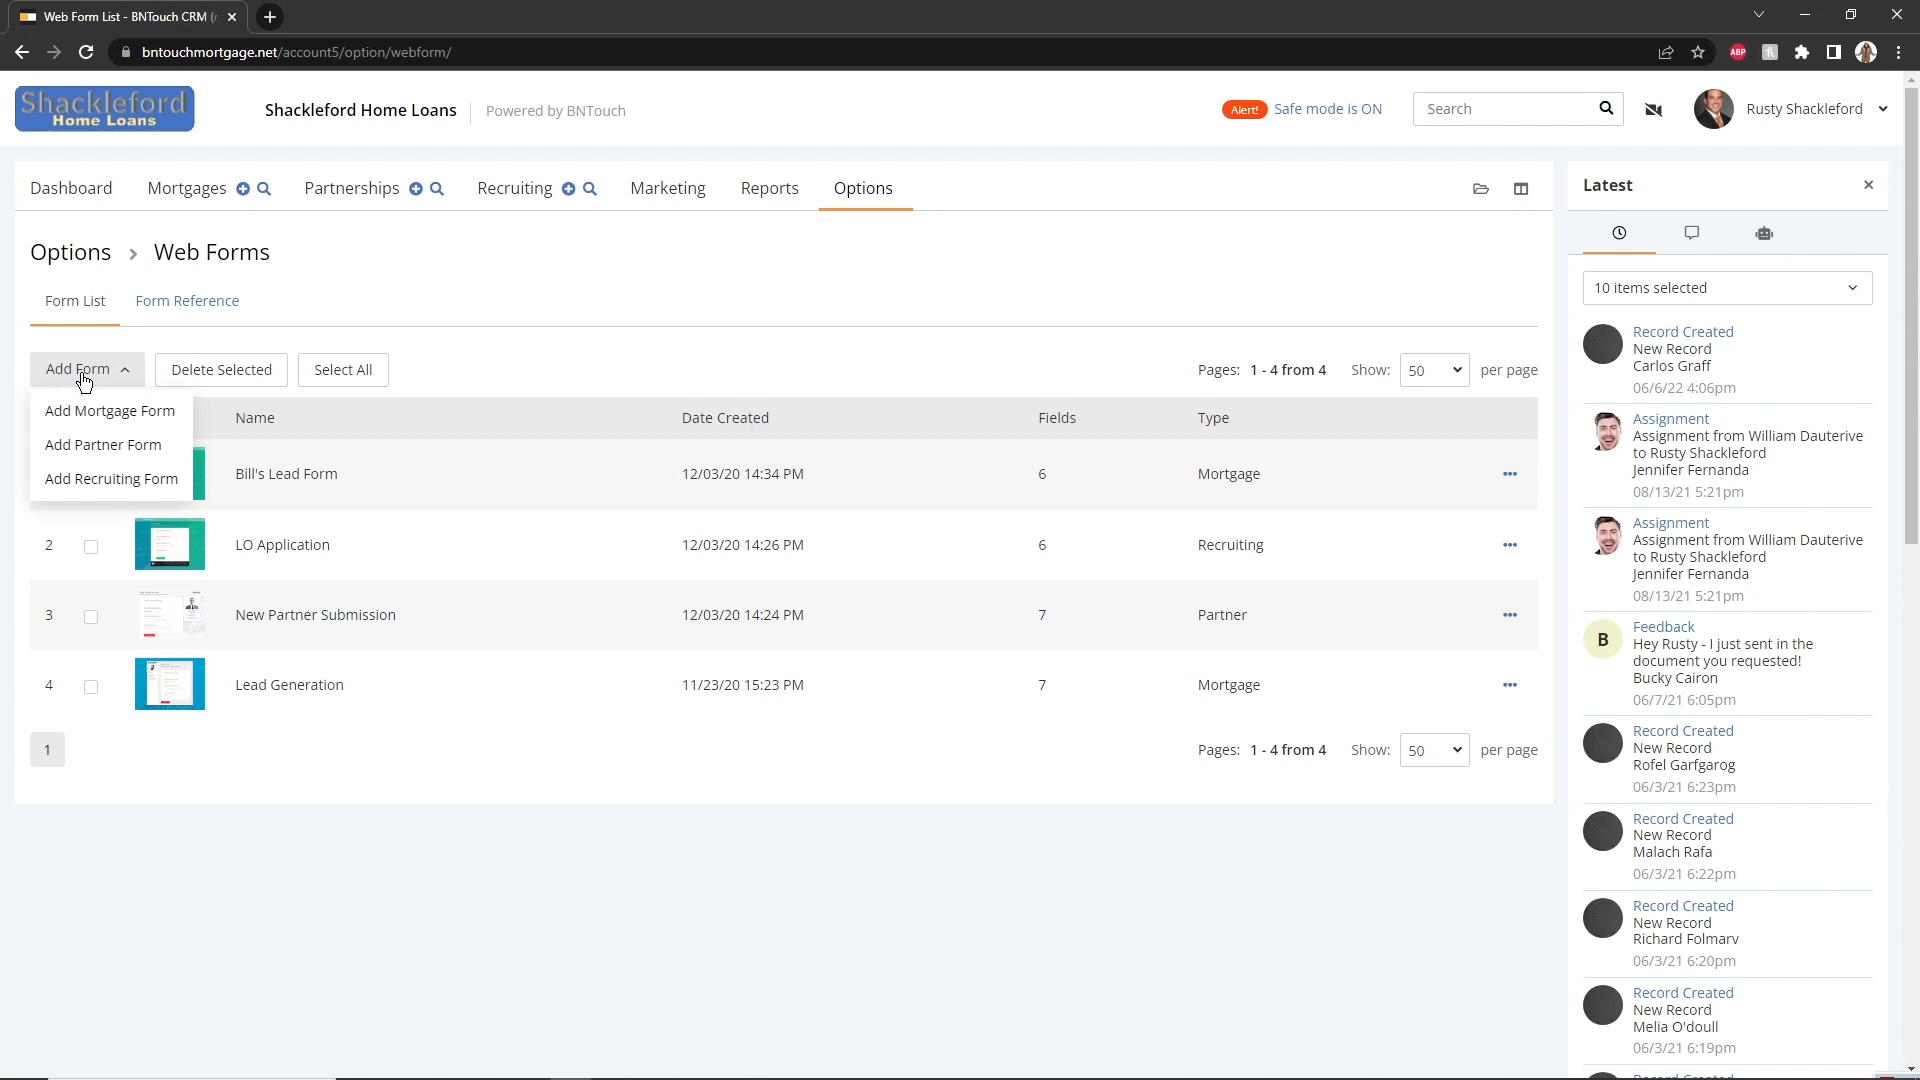 Web Form List - BNTouch CRM (
bntouchmortgage.net/account5/option/webform/
ABP
Shackleford
Home Loans
Shackleford Home Loans
Powered by BNTouch
Alert!
Safe mode is ON
Search
Rusty Shackleford
Dashboard
Mortgages
Partnerships
Recruiting
Marketing
Reports
Options
Options > Web Forms
Form List
Form Reference
Add Form
Delete Selected
Select All
Pages: 1 - 4 from 4 Show: 50 per page
Add Mortgage Form
Add Partner Form
Add Recruiting Form
Name Date Created Fields Type
Bill's Lead Form 12/03/20 14:34 PM 6 Mortgage
2 LO Application 12/03/20 14:26 PM 6 Recruiting
3 New Partner Submission 12/03/20 14:24 PM 7 Partner
4 Lead Generation 11/23/20 15:23 PM 7 Mortgage
1
Pages: 1 - 4 from 4 Show: 50 per page
Latest
10 items selected
Record Created
New Record
Carlos Graff
06/6/22 4:06pm
Assignment
Assignment from William Dauterive
to Rusty Shackleford
Jennifer Fernanda
08/13/21 5:21pm
Assignment
Assignment from William Dauterive
to Rusty Shackleford
Jennifer Fernanda
08/13/21 5:21pm
B
Feedback
Hey Rusty - I just sent in the
document you requested!
Bucky Cairon
06/7/21 6:05pm
Record Created
New Record
Rofel Garfgarog
06/3/21 6:23pm
Record Created
New Record
Malach Rafa
06/3/21 6:22pm
Record Created
New Record
Richard Folmarv
06/3/21 6:20pm
Record Created
New Record
Melia O'doull
06/3/21 6:19pm
Record Created